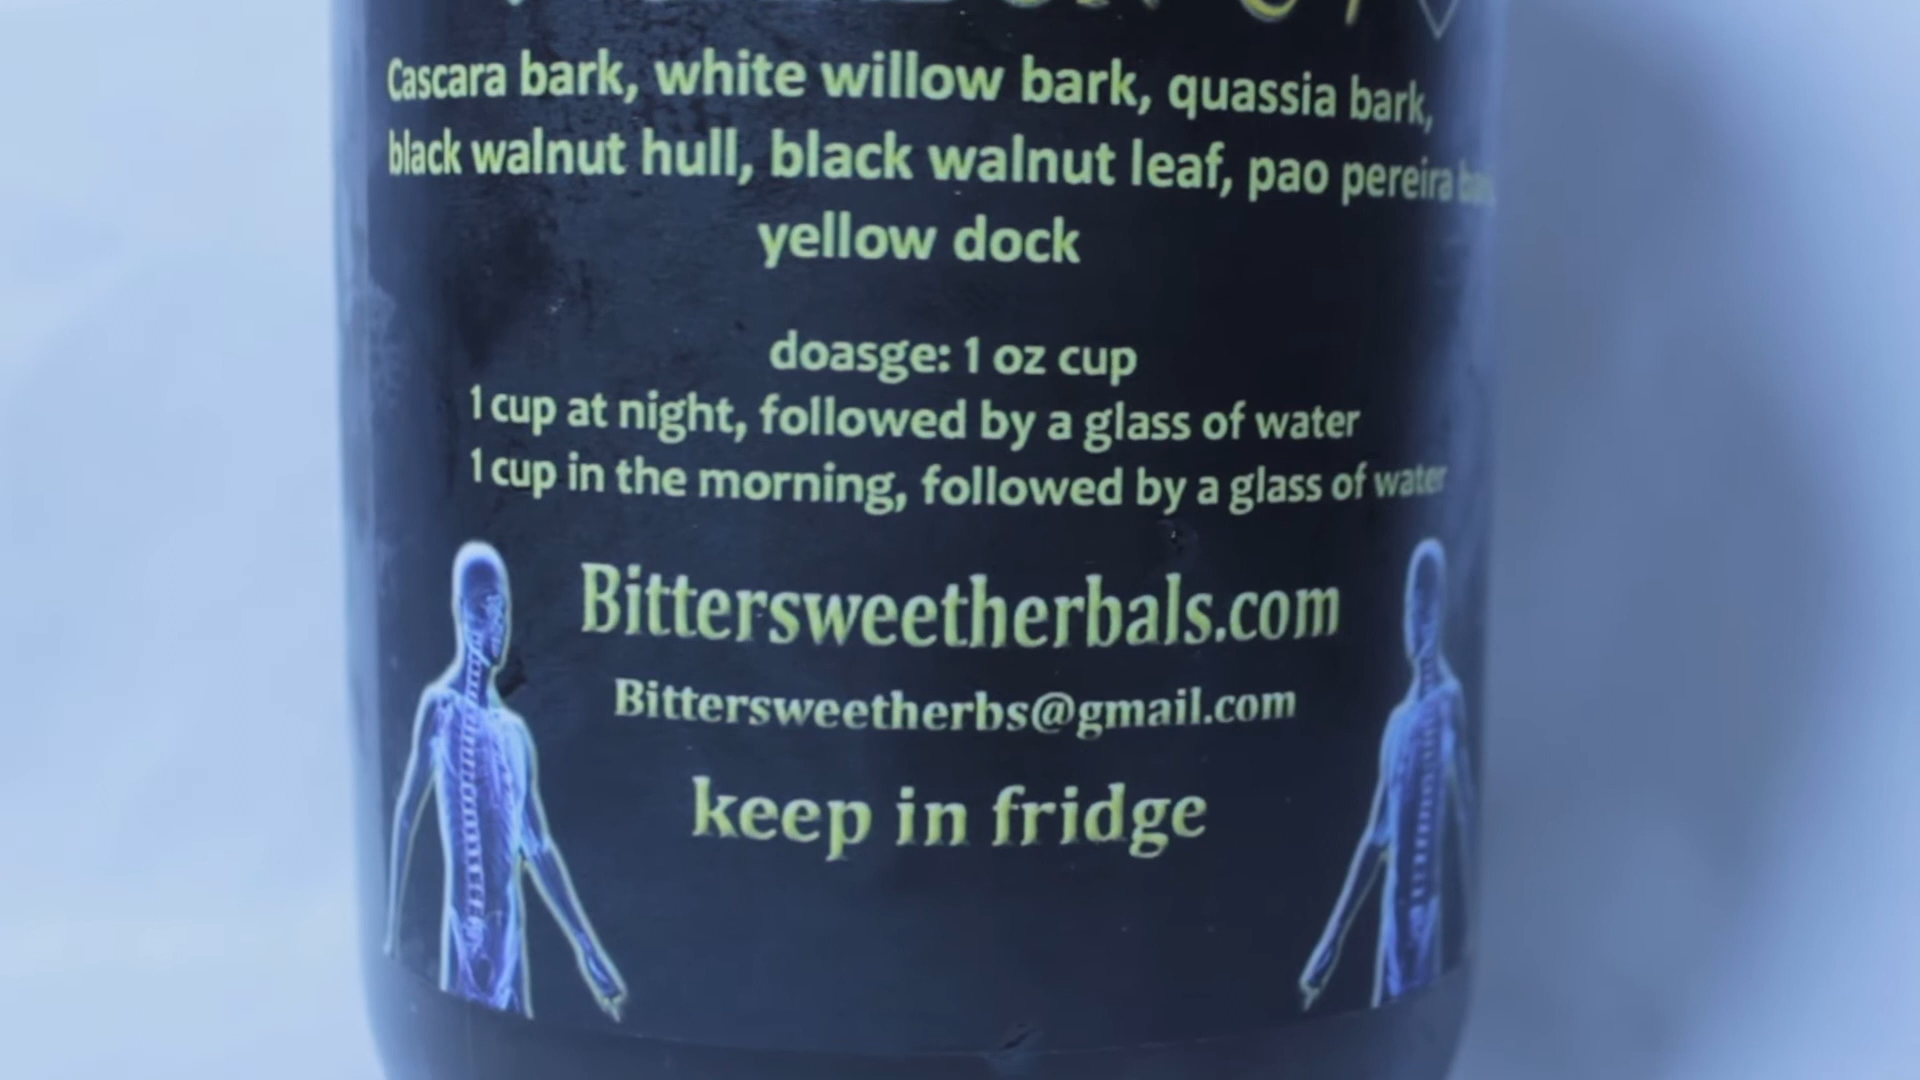 Cascara bark, white willow bark, quassia bark,
black walnut hull, black walnut leaf, pao pereira
yellow dock
doasge: 1 oz cup
1 cup at night, followed by a glass of water
1 cup in the morning, followed by a glass of water
Bittersweetherbals.com
Bittersweetherbs@gmail.com
keep in fridge